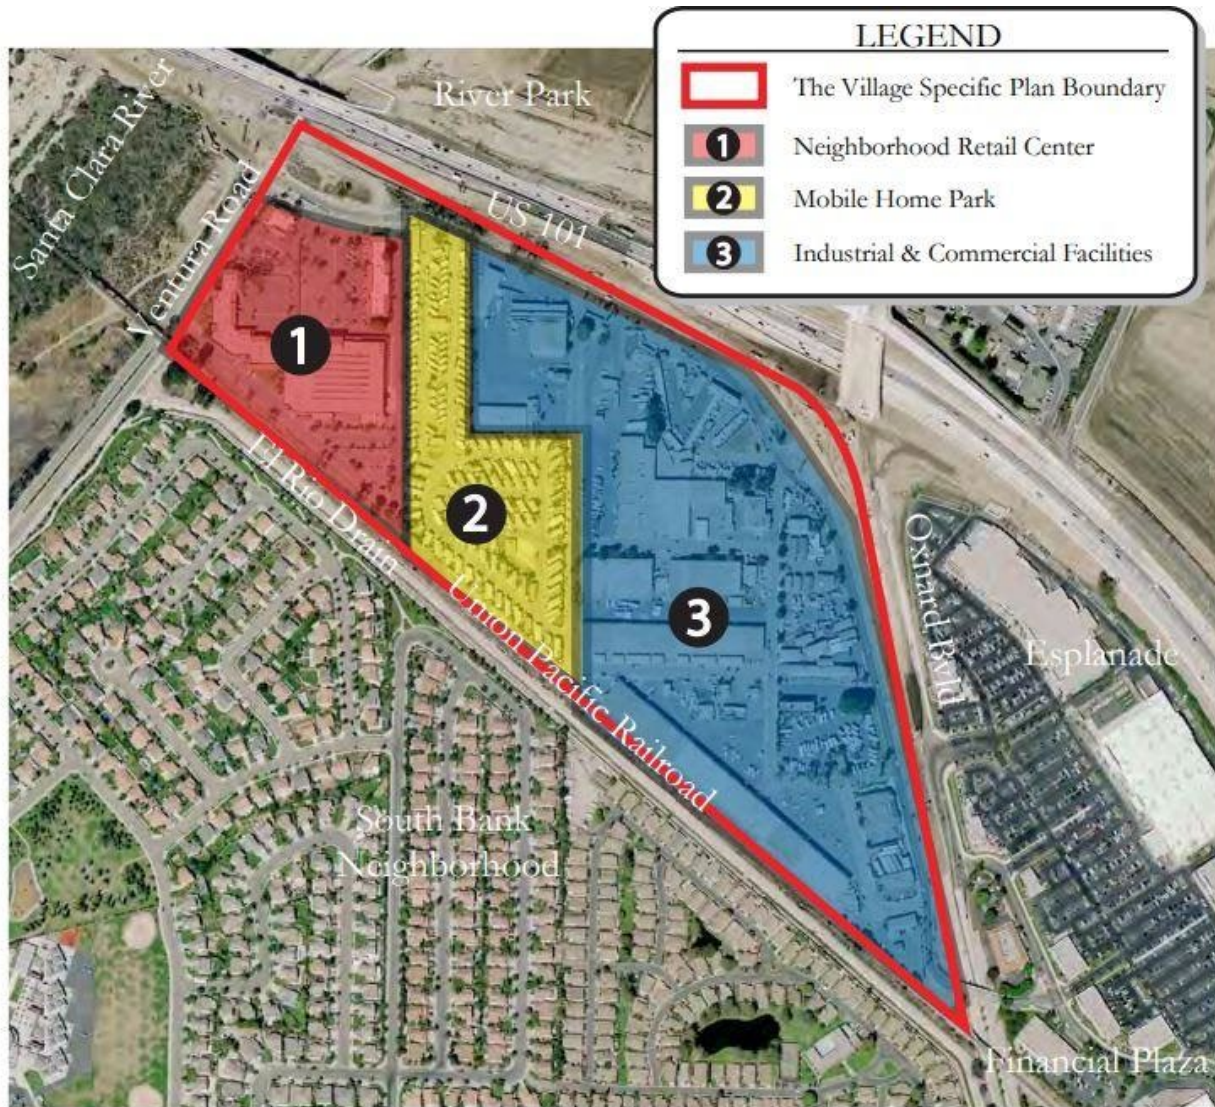 LEGEND
The Village Specific Plan Boundary
1 Neighborhood Retail Center
2 Mobile Home Park
3 Industrial & Commercial Facilities
River Park
Santa Clara River
Ventura Road
US 101
1
2
3
El Rio Drain
Union Pacific Railroad
Oxnard Bvld
Esplanade
South Bank
Neighborhood
Financial Plaza